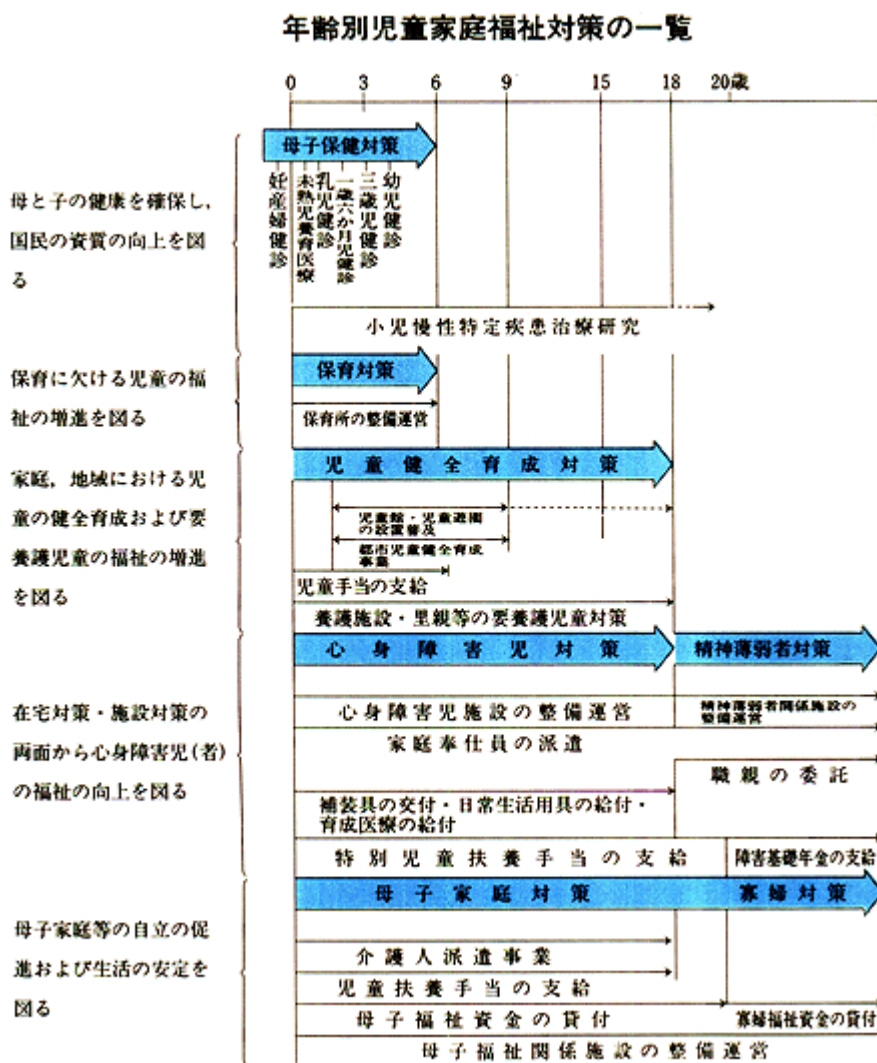 年齢別児童家庭福祉対策の一覧
0 3 6 9 15 18 20歳
母子保健対策
母と子の健康を確保し,
国民の資質の向上を図
る
妊産婦健診
未熟児養育医療
乳児健診
一歳六か月児健診
三歳児健診
幼児健診
小児慢性特定疾患治療研究
保育に欠ける児童の福
祉の増進を図る
保育対策
保育所の整備運営
家庭,地域における児
童の健全育成および要
養護児童の福祉の増進
を図る
児童健全育成対策
児童館・児童遊園
の設置普及
都市児童健全育成
事業
児童手当の支給
養護施設・里親等の要養護児童対策
在宅対策・施設対策の
両面から心身障害児(者)
の福祉の向上を図る
心身障害児対策
精神薄弱者対策
心身障害児施設の整備運営
精神薄弱者関係施設の
整備運営
家庭奉仕員の派遣
職親の委託
補装具の交付・日常生活用具の給付・
育成医療の給付
特別児童扶養手当の支給
障害基礎年金の支給
母子家庭等の自立の促
進および生活の安定を
図る
母子家庭対策
寡婦対策
介護人派遣事業
児童扶養手当の支給
母子福祉資金の貸付
寡婦福祉資金の貸付
母子福祉関係施設の整備運営